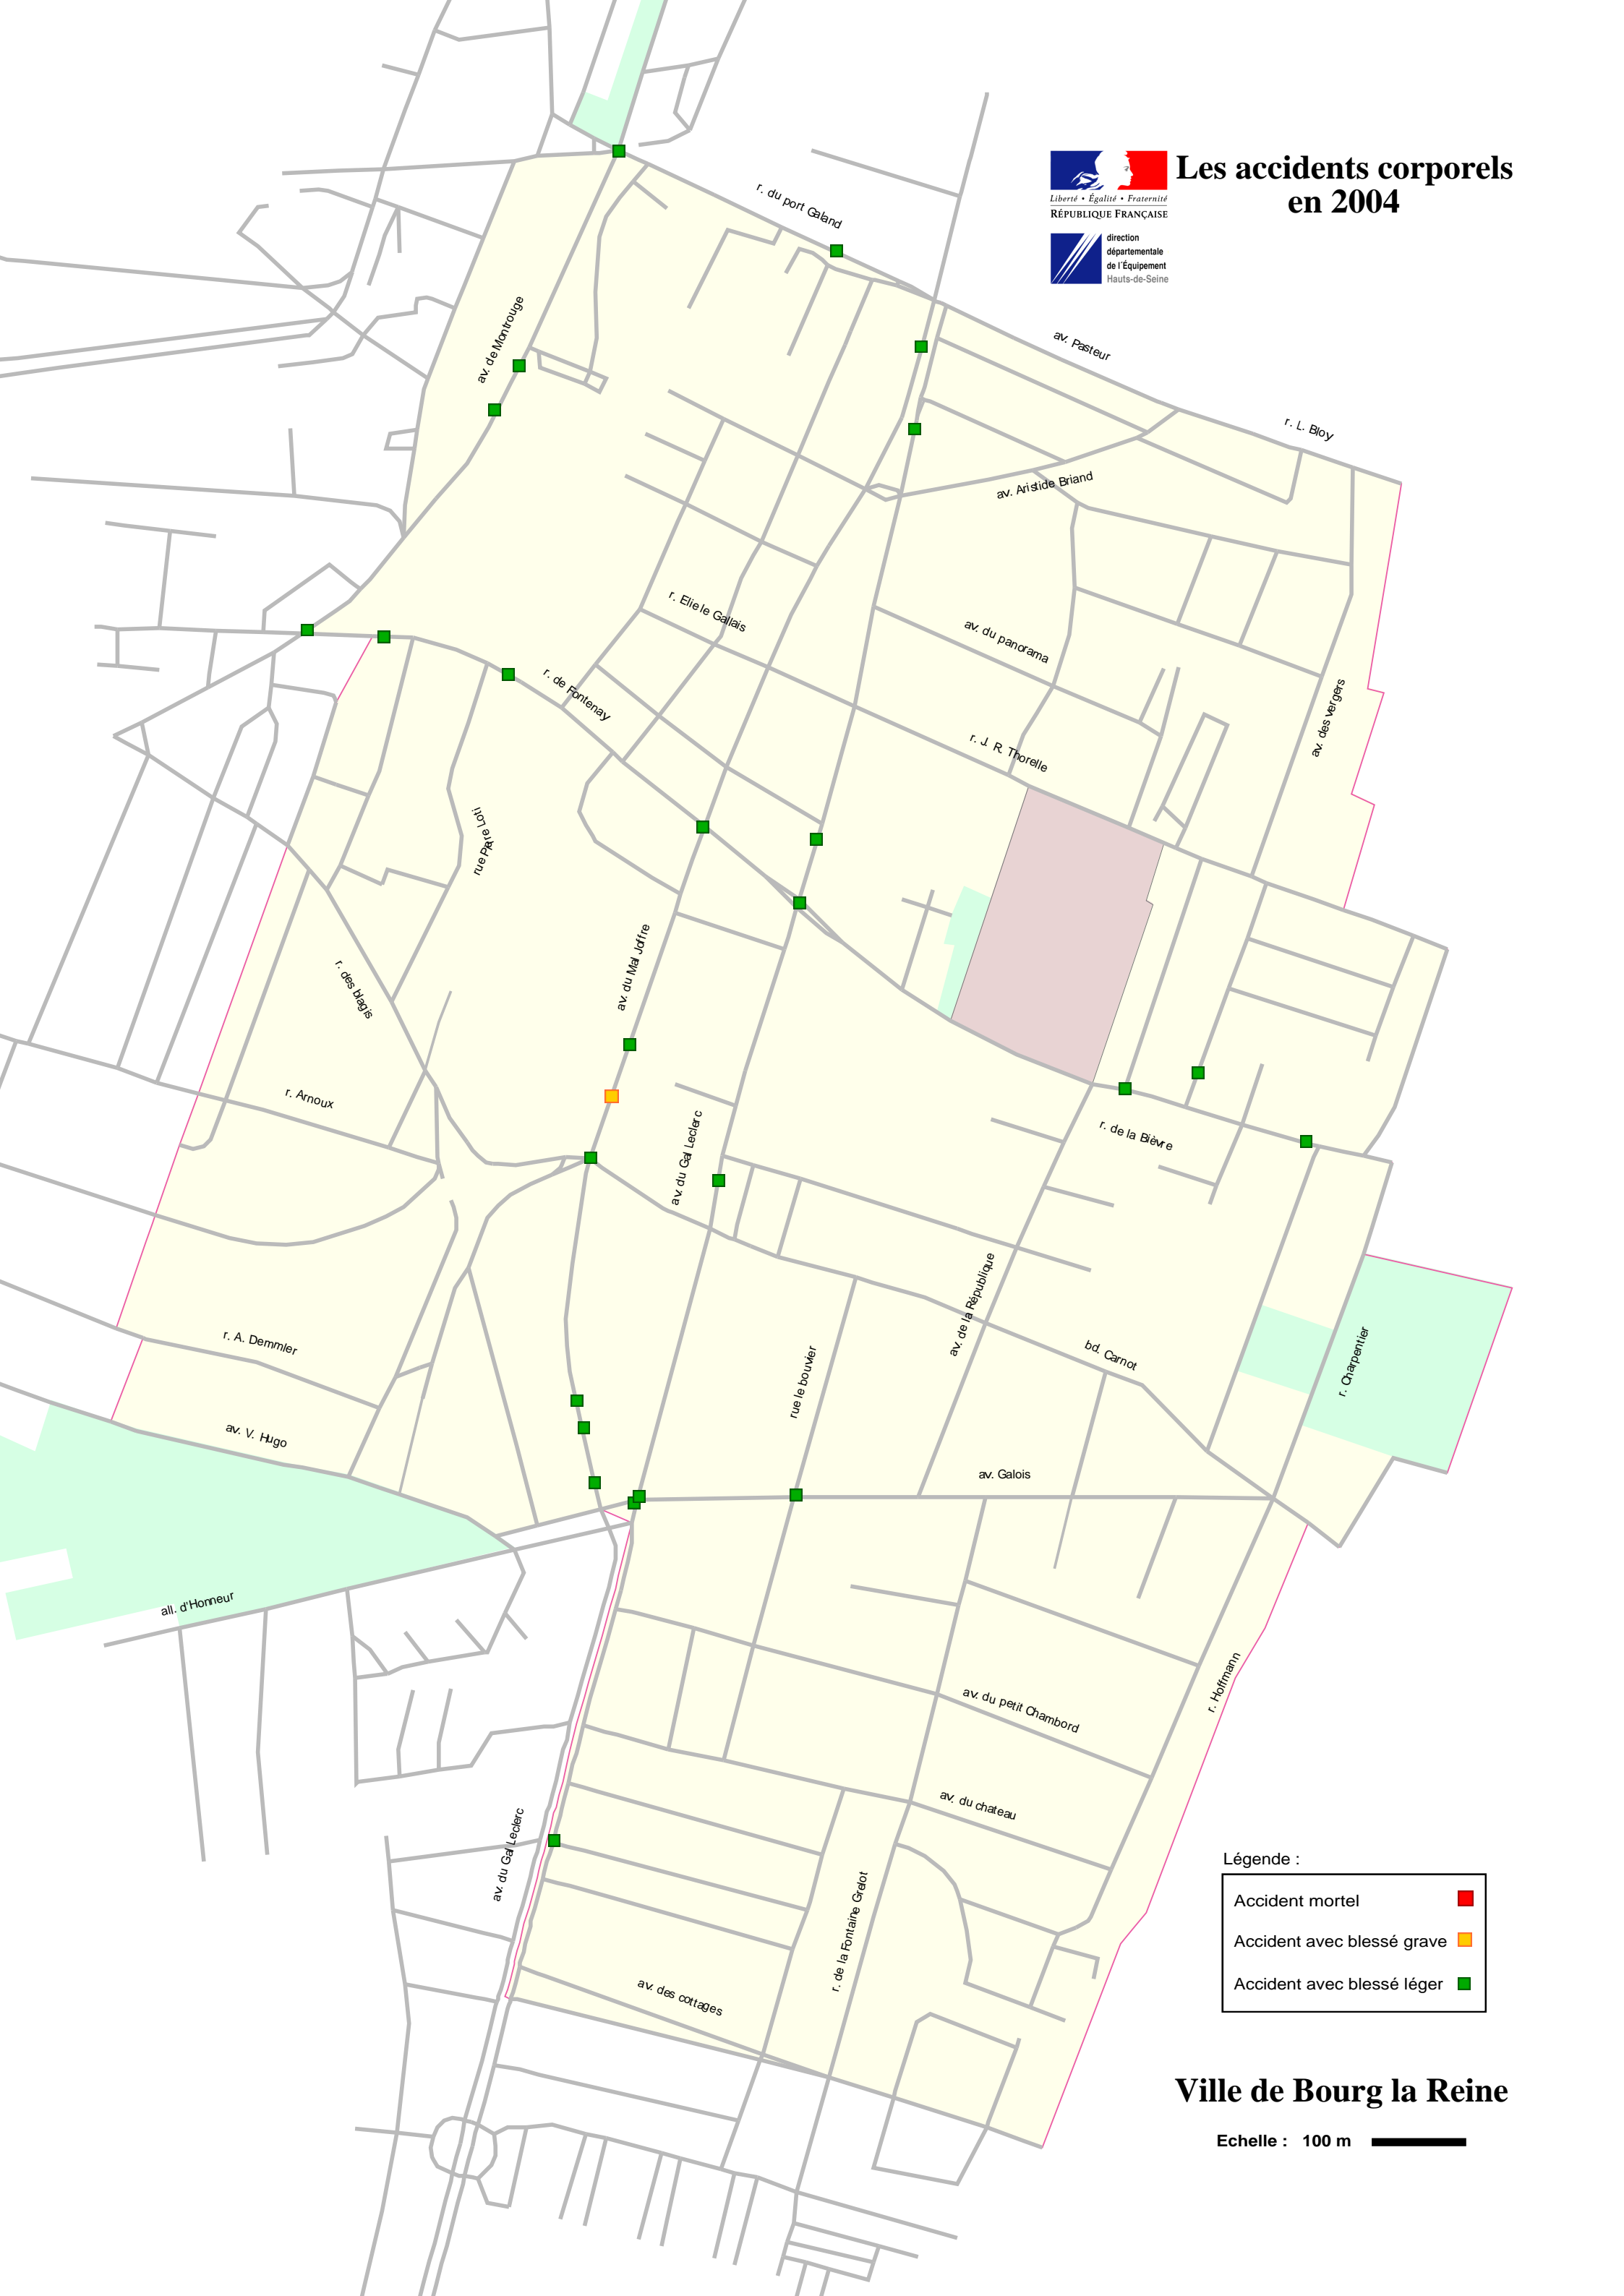 Les accidents corporels
en 2004
Liberté • Égalité • Fraternité
RÉPUBLIQUE FRANÇAISE
direction
départementale
de l'Équipement
Hauts-de-Seine
r. du port Galand
av. Pasteur
av. de Montrouge
r. L. Bloy
av. Aristide Briand
r. Elie le Gallais
av. du panorama
r. de Fontenay
av. des vergers
r. J. R. Thorelle
rue Pierre Loti
av. du Mal Joffre
r. des blagis
r. Arnoux
av. du Gal Leclerc
r. de la Bièvre
av. de la République
r. A. Demmler
bd. Carnot
r. Charpentier
rue le bouvier
av. V. Hugo
av. Galois
all. d'Honneur
r. Hoffmann
av. du petit Chambord
av. du chateau
av. du Gal Leclerc
r. de la Fontaine Grelot
av. des cottages
Légende :
Accident mortel
Accident avec blessé grave
Accident avec blessé léger
Ville de Bourg la Reine
Echelle : 100 m